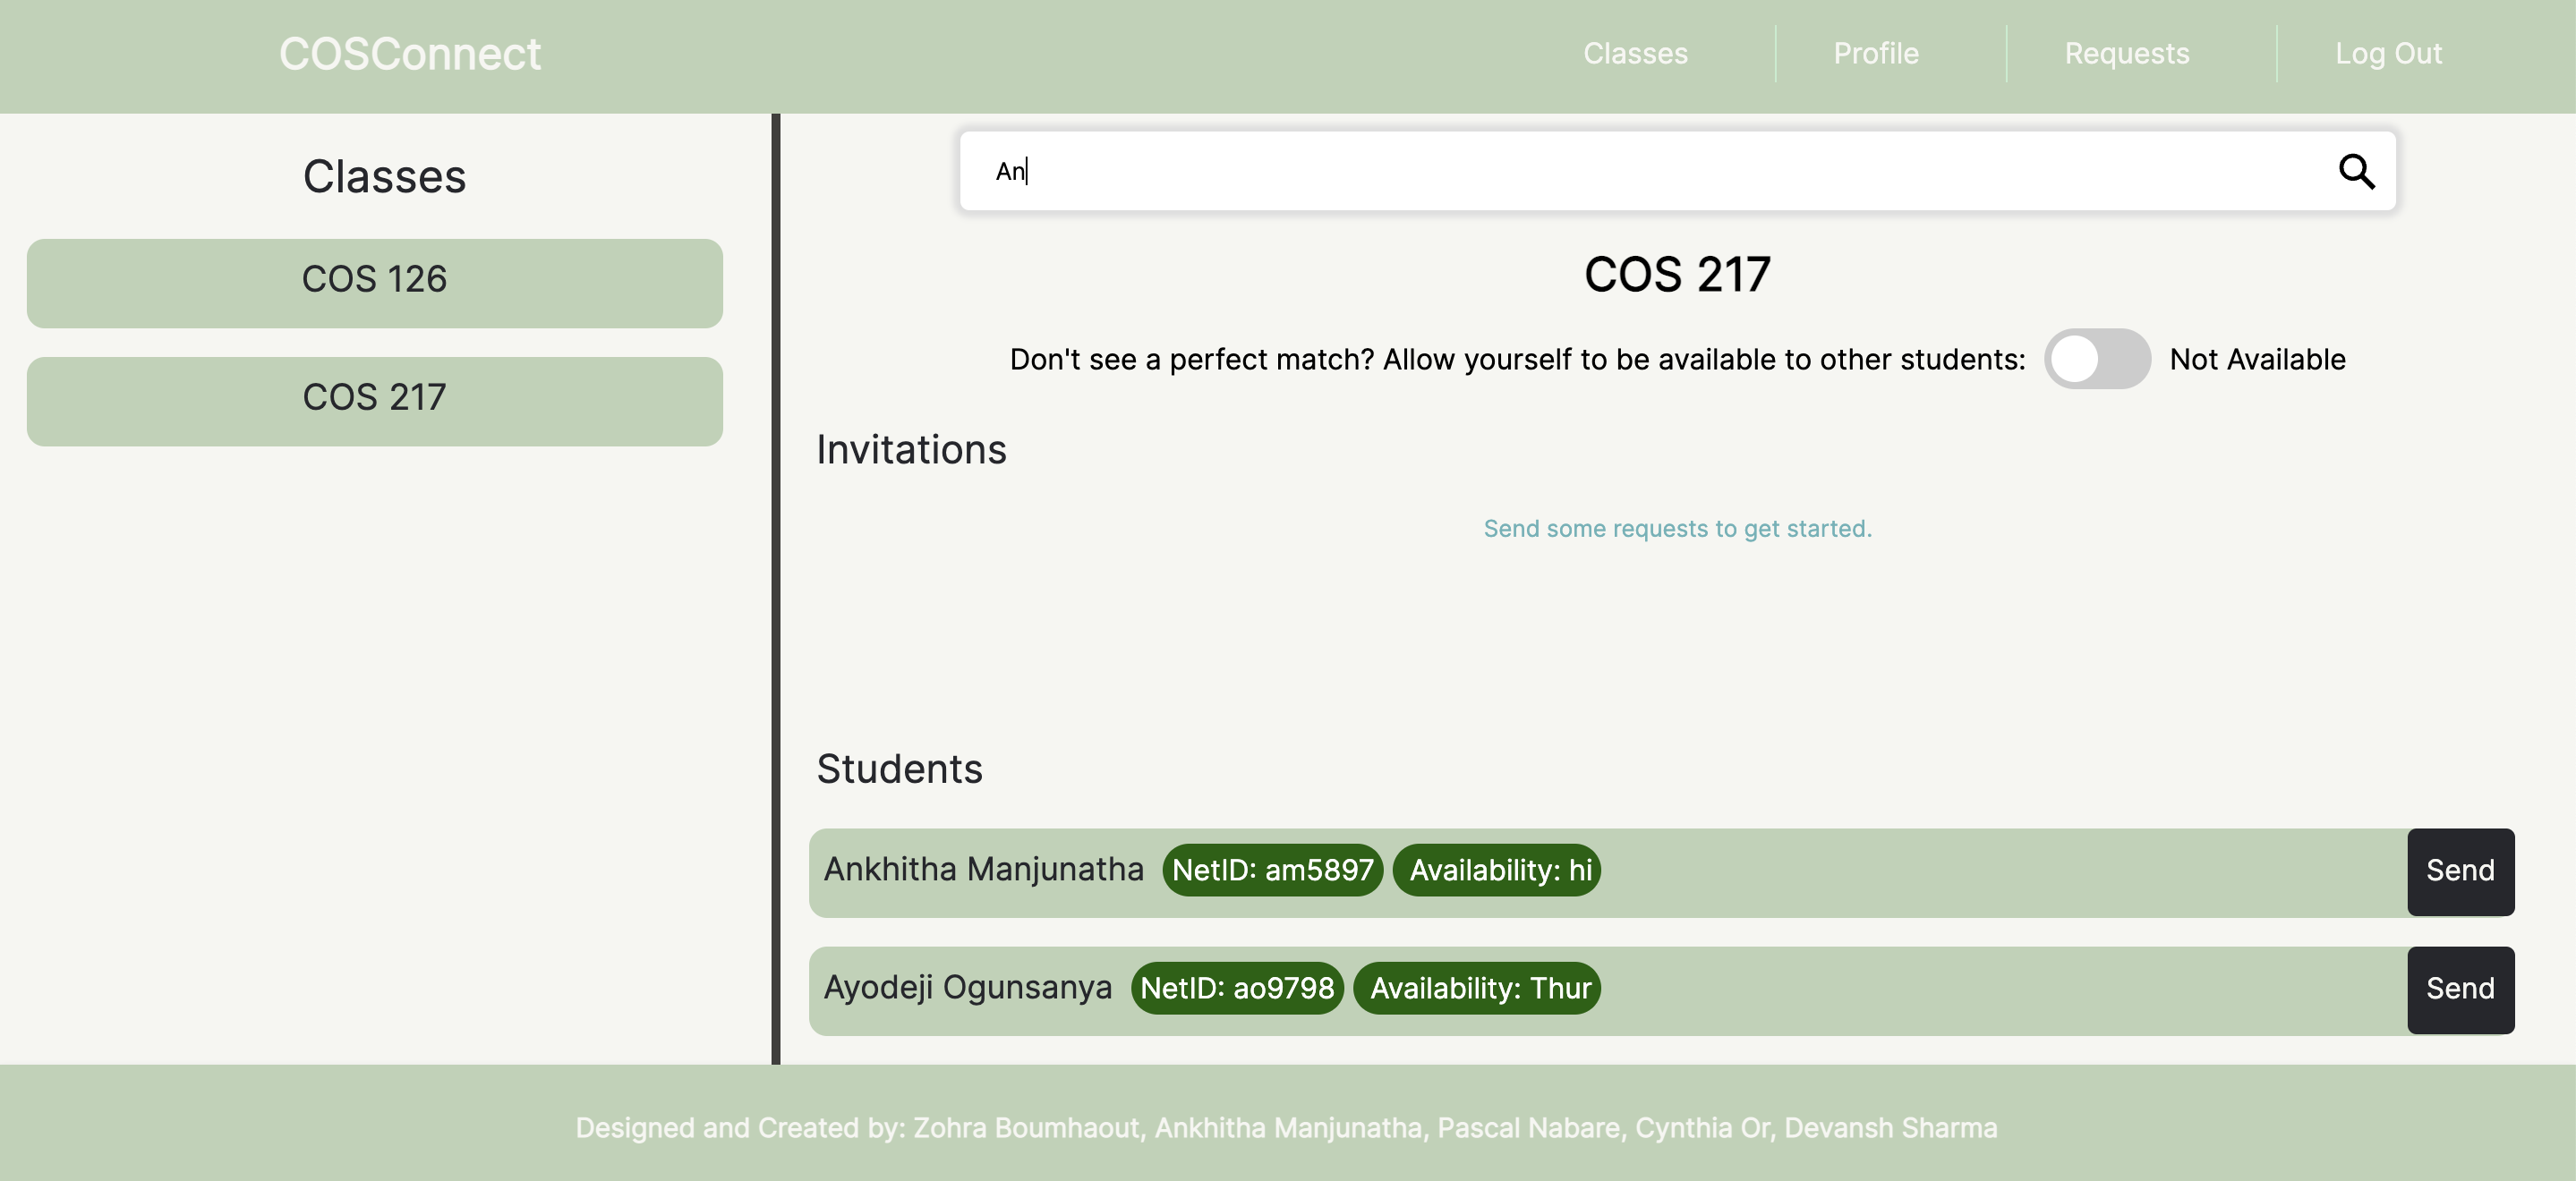 COSConnect
Classes
Profile
Requests
Log Out
Classes
COS 126
COS 217
An
COS 217
Don't see a perfect match? Allow yourself to be available to other students:
Not Available
Invitations
Send some requests to get started.
Students
Ankhitha Manjunatha NetID: am5897 Availability: hi Send
Ayodeji Ogunsanya NetID: ao9798 Availability: Thur Send
Designed and Created by: Zohra Boumhaout, Ankhitha Manjunatha, Pascal Nabare, Cynthia Or, Devansh Sharma